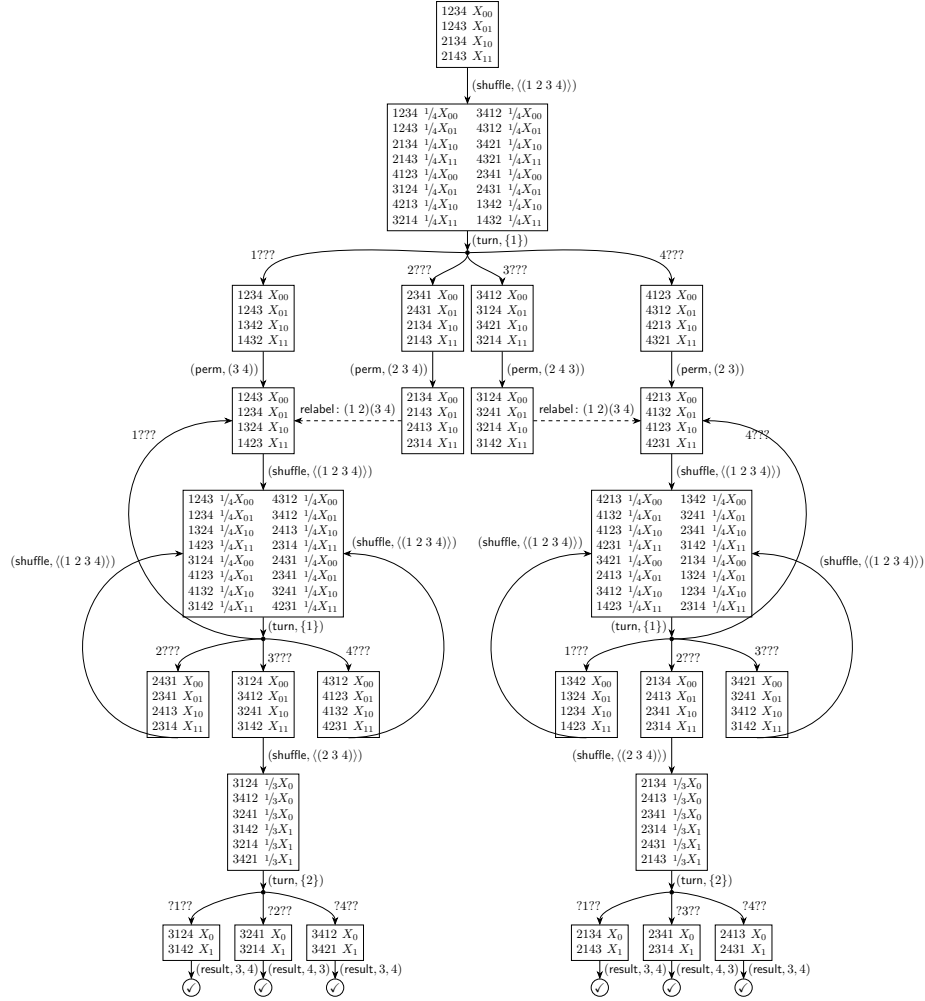 1234 X₀₀
1243 X₀₁
2134 X₁₀
2143 X₁₁
(shuffle, ⟨(1 2 3 4)⟩)
1234 ¹/₄X₀₀ 3412 ¹/₄X₀₀
1243 ¹/₄X₀₁ 4312 ¹/₄X₀₁
2134 ¹/₄X₁₀ 3421 ¹/₄X₁₀
2143 ¹/₄X₁₁ 4321 ¹/₄X₁₁
4123 ¹/₄X₀₀ 2341 ¹/₄X₀₀
3124 ¹/₄X₀₁ 2431 ¹/₄X₀₁
4213 ¹/₄X₁₀ 1342 ¹/₄X₁₀
3214 ¹/₄X₁₁ 1432 ¹/₄X₁₁
(turn, {1})
1??? 2??? 3??? 4???
1234 X₀₀ 2341 X₀₀ 3412 X₀₀ 4123 X₀₀
1243 X₀₁ 2431 X₀₁ 3124 X₀₁ 4312 X₀₁
1342 X₁₀ 2134 X₁₀ 3421 X₁₀ 4213 X₁₀
1432 X₁₁ 2143 X₁₁ 3214 X₁₁ 4321 X₁₁
(perm, (3 4)) (perm, (2 3 4)) (perm, (2 4 3)) (perm, (2 3))
1243 X₀₀ 2134 X₀₀ 3124 X₀₀ 4213 X₀₀
1234 X₀₁ 2143 X₀₁ 3241 X₀₁ 4132 X₀₁
1324 X₁₀ 2413 X₁₀ 3214 X₁₀ 4123 X₁₀
1423 X₁₁ 2314 X₁₁ 3142 X₁₁ 4231 X₁₁
relabel: (1 2)(3 4) relabel: (1 2)(3 4)
1??? 4???
(shuffle, ⟨(1 2 3 4)⟩) (shuffle, ⟨(1 2 3 4)⟩)
1243 ¹/₄X₀₀ 4312 ¹/₄X₀₀ 4213 ¹/₄X₀₀ 1342 ¹/₄X₀₀
1234 ¹/₄X₀₁ 3412 ¹/₄X₀₁ 4132 ¹/₄X₀₁ 3241 ¹/₄X₀₁
1324 ¹/₄X₁₀ 2413 ¹/₄X₁₀ 4123 ¹/₄X₁₀ 2341 ¹/₄X₁₀
1423 ¹/₄X₁₁ 2314 ¹/₄X₁₁ 4231 ¹/₄X₁₁ 3142 ¹/₄X₁₁
3124 ¹/₄X₀₀ 2431 ¹/₄X₀₀ 3421 ¹/₄X₀₀ 2134 ¹/₄X₀₀
4123 ¹/₄X₀₁ 2341 ¹/₄X₀₁ 2413 ¹/₄X₀₁ 1324 ¹/₄X₀₁
4132 ¹/₄X₁₀ 3241 ¹/₄X₁₀ 3412 ¹/₄X₁₀ 1234 ¹/₄X₁₀
3142 ¹/₄X₁₁ 4231 ¹/₄X₁₁ 1423 ¹/₄X₁₁ 2314 ¹/₄X₁₁
(shuffle, ⟨(1 2 3 4)⟩) (shuffle, ⟨(1 2 3 4)⟩) (shuffle, ⟨(1 2 3 4)⟩) (shuffle, ⟨(1 2 3 4)⟩)
(turn, {1}) (turn, {1})
2??? 3??? 4??? 1??? 2??? 3???
2431 X₀₀ 3124 X₀₀ 4312 X₀₀ 1342 X₀₀ 2134 X₀₀ 3421 X₀₀
2341 X₀₁ 3412 X₀₁ 4123 X₀₁ 1324 X₀₁ 2413 X₀₁ 3241 X₀₁
2413 X₁₀ 3241 X₁₀ 4132 X₁₀ 1234 X₁₀ 2341 X₁₀ 3412 X₁₀
2314 X₁₁ 3142 X₁₁ 4231 X₁₁ 1423 X₁₁ 2314 X₁₁ 3142 X₁₁
(shuffle, ⟨(2 3 4)⟩) (shuffle, ⟨(2 3 4)⟩)
3124 ¹/₃X₀ 2134 ¹/₃X₀
3412 ¹/₃X₀ 2413 ¹/₃X₀
3241 ¹/₃X₀ 2341 ¹/₃X₀
3142 ¹/₃X₁ 2314 ¹/₃X₁
3214 ¹/₃X₁ 2431 ¹/₃X₁
3421 ¹/₃X₁ 2143 ¹/₃X₁
(turn, {2}) (turn, {2})
?1?? ?2?? ?4?? ?1?? ?3?? ?4??
3124 X₀ 3241 X₀ 3412 X₀ 2134 X₀ 2341 X₀ 2413 X₀
3142 X₁ 3214 X₁ 3421 X₁ 2143 X₁ 2314 X₁ 2431 X₁
(result, 3, 4) (result, 4, 3) (result, 3, 4) (result, 3, 4) (result, 4, 3) (result, 3, 4)
✓ ✓ ✓ ✓ ✓ ✓